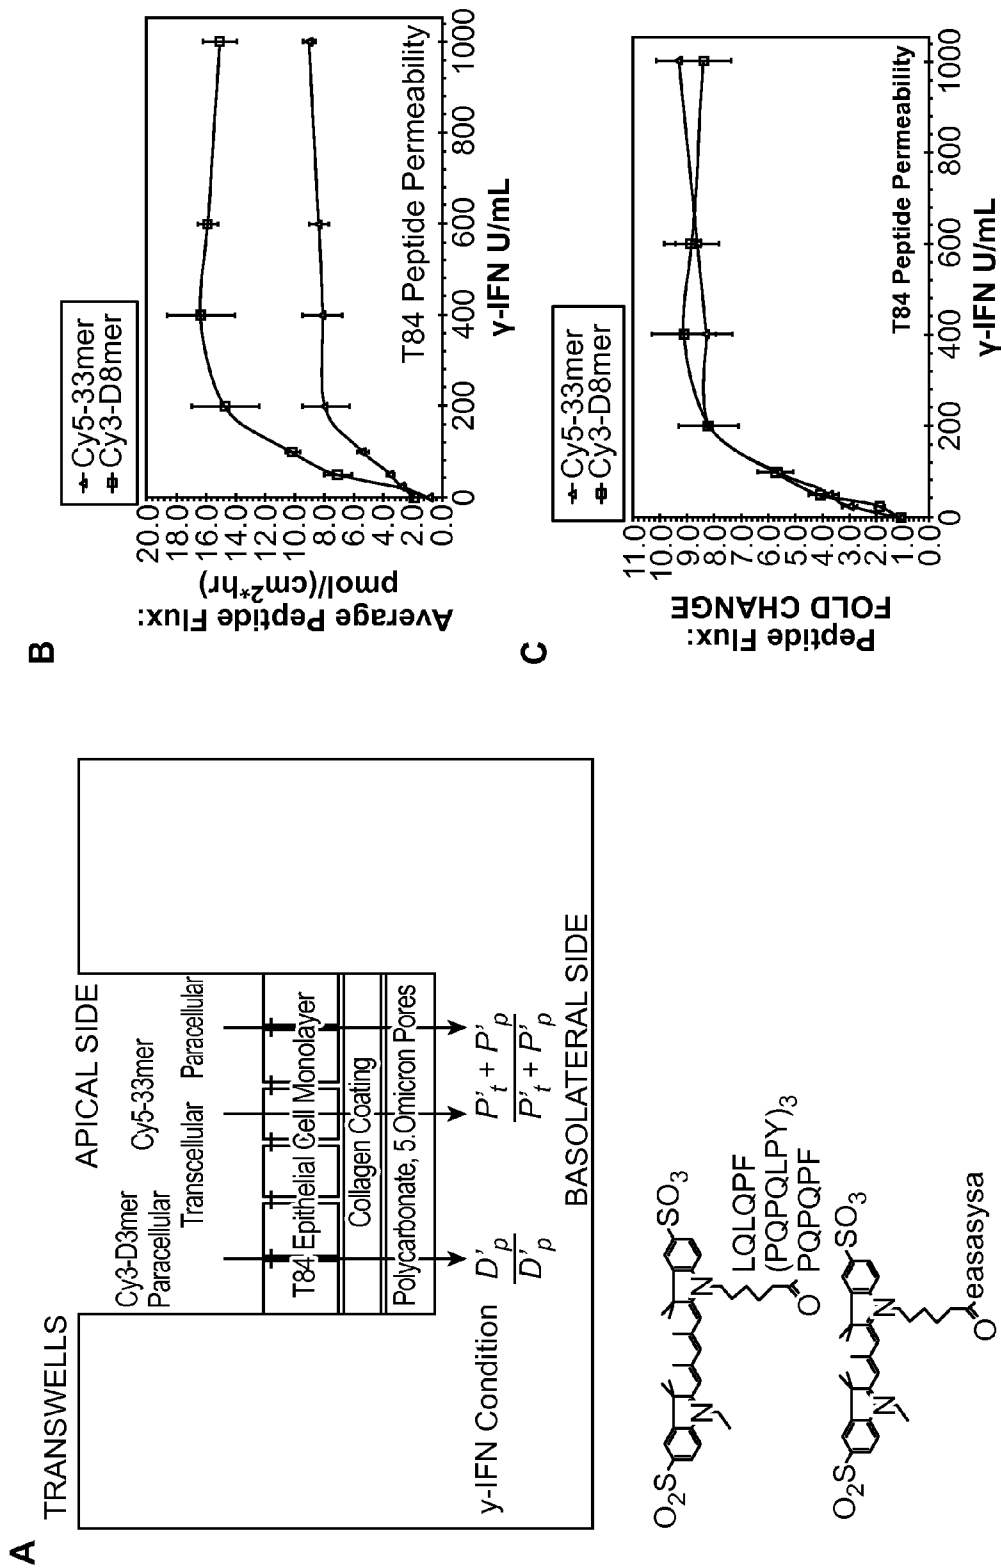 A
TRANSWELLS
APICAL SIDE
Cy3-D3mer
Paracellular
Cy5-33mer
Transcellular Paracellular
T84 Epithelial Cell Monolayer
Collagen Coating
Polycarbonate, 5.Omicron Pores
y-IFN Condition
D'p
D'p
P't + P'p
P't + P'p
BASOLATERAL SIDE
O2S
SO3
N
N
O
LQLQPF
(PQPQLPY)3
PQPQPF
O2S
SO3
N
N
O
easasysa
B
Cy5-33mer
Cy3-D8mer
Average Peptide Flux:
pmol/(cm2*hr)
20.0
18.0
16.0
14.0
12.0
10.0
8.0
6.0
4.0
2.0
0.0
T84 Peptide Permeability
0 200 400 600 800 1000
γ-IFN U/mL
C
Cy5-33mer
Cy3-D8mer
Peptide Flux:
FOLD CHANGE
11.0
10.0
9.0
8.0
7.0
6.0
5.0
4.0
3.0
2.0
1.0
0.0
T84 Peptide Permeability
0 200 400 600 800 1000
γ-IFN U/mL